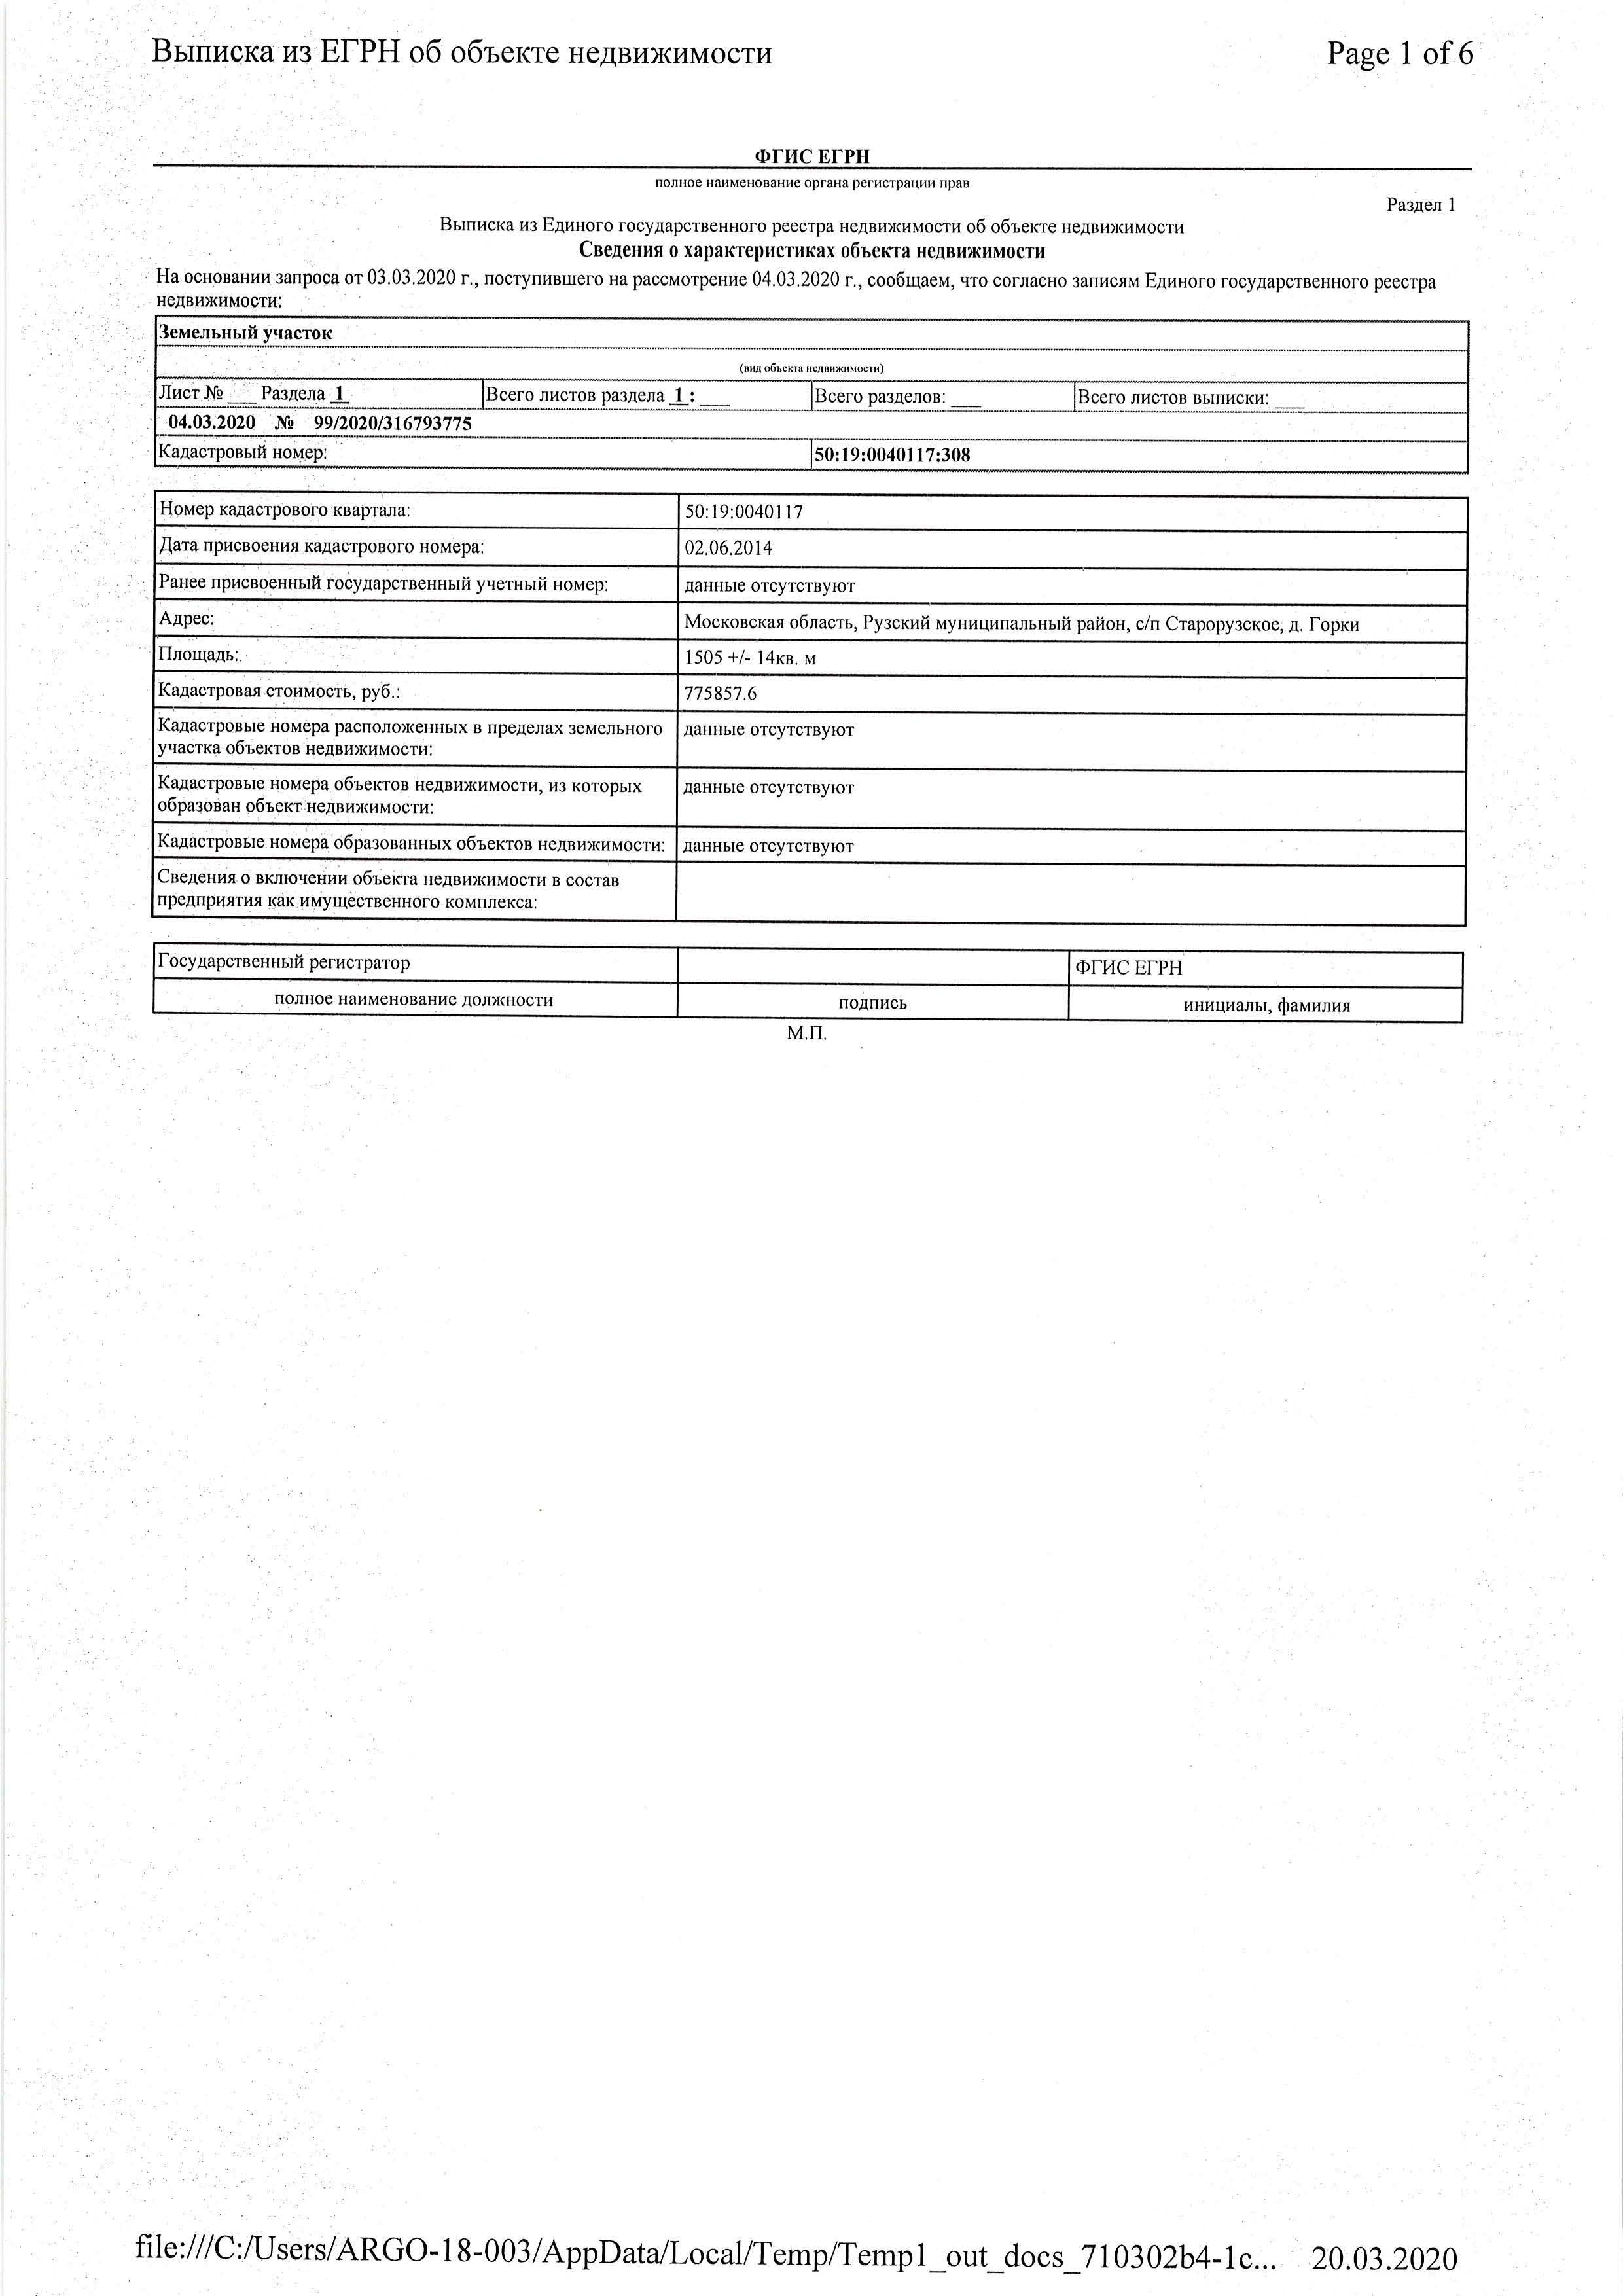 Выписка из ЕГРН об объекте недвижимости Page 1 of 6
ФГИС ЕГРН
полное наименование органа регистрации прав
Раздел 1
Выписка из Единого государственного реестра недвижимости об объекте недвижимости
Сведения о характеристиках объекта недвижимости
На основании запроса от 03.03.2020 г., поступившего на рассмотрение 04.03.2020 г., сообщаем, что согласно записям Единого государственного реестра
недвижимости:
Земельный участок
(вид объекта недвижимости)
Лист № ___ Раздела 1 Всего листов раздела 1 : ___ Всего разделов: ___ Всего листов выписки: ___
04.03.2020 № 99/2020/316793775
Кадастровый номер: 50:19:0040117:308
Номер кадастрового квартала: 50:19:0040117
Дата присвоения кадастрового номера: 02.06.2014
Ранее присвоенный государственный учетный номер: данные отсутствуют
Адрес: Московская область, Рузский муниципальный район, с/п Старорузское, д. Горки
Площадь: 1505 +/- 14кв. м
Кадастровая стоимость, руб.: 775857.6
Кадастровые номера расположенных в пределах земельного данные отсутствуют
участка объектов недвижимости:
Кадастровые номера объектов недвижимости, из которых данные отсутствуют
образован объект недвижимости:
Кадастровые номера образованных объектов недвижимости: данные отсутствуют
Сведения о включении объекта недвижимости в состав
предприятия как имущественного комплекса:
Государственный регистратор ФГИС ЕГРН
полное наименование должности подпись инициалы, фамилия
М.П.
file:///C:/Users/ARGO-18-003/AppData/Local/Temp/Temp1_out_docs_710302b4-1c... 20.03.2020